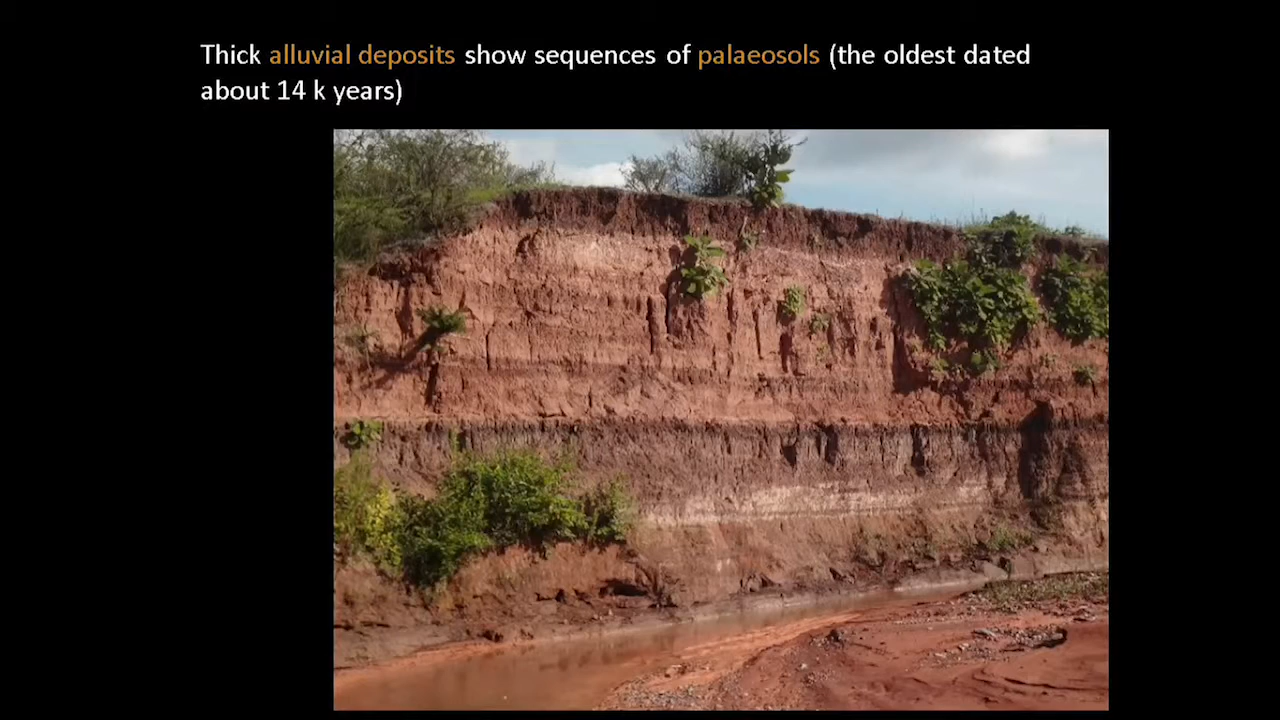 Thick alluvial deposits show sequences of palaeosols (the oldest dated
about 14 k years)